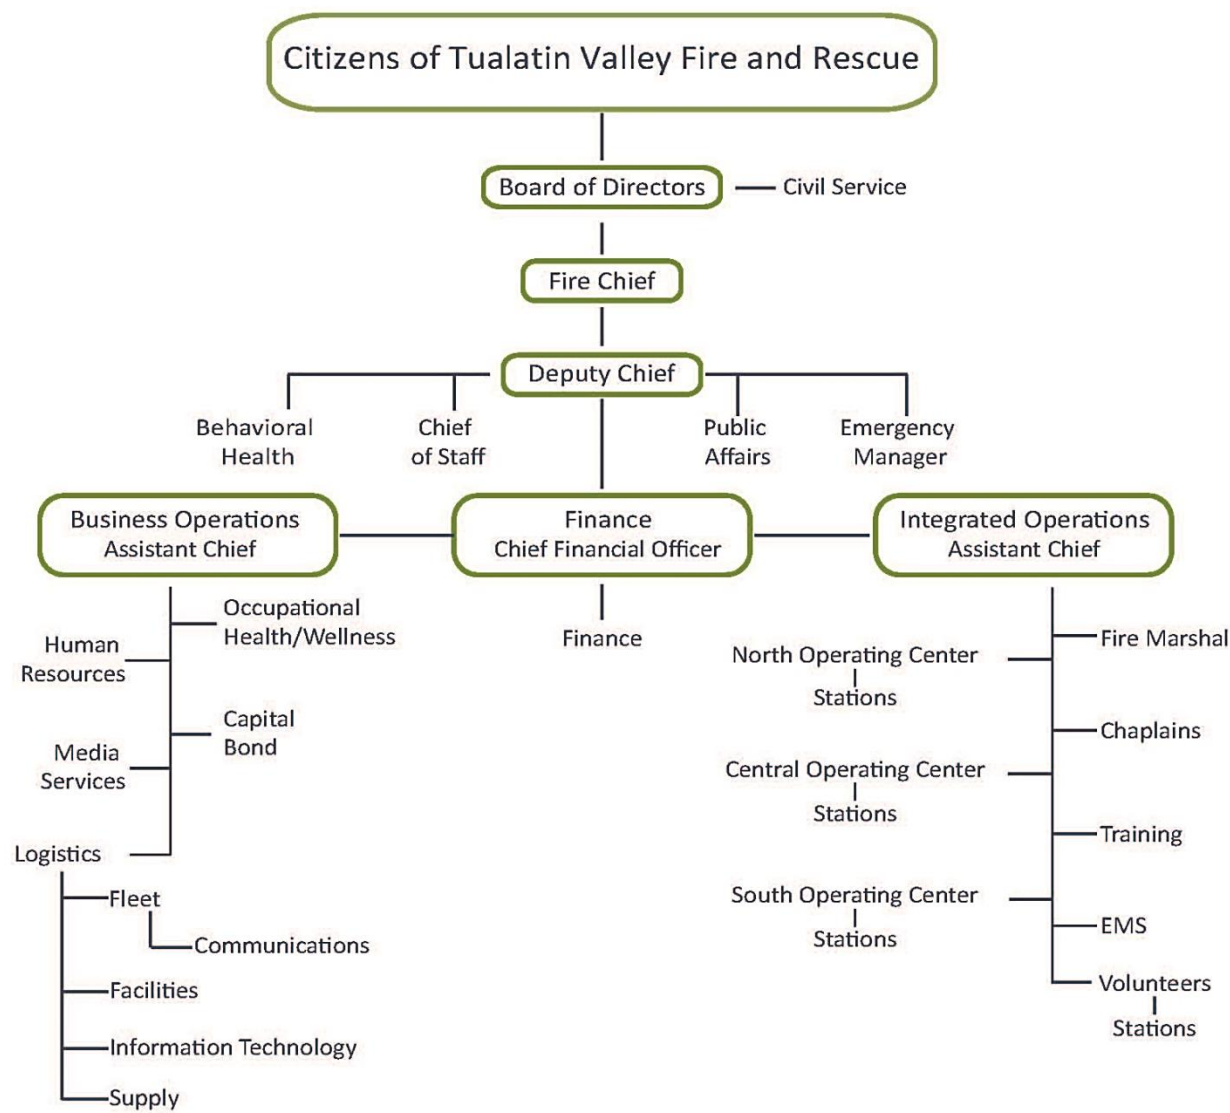 Citizens of Tualatin Valley Fire and Rescue
Board of Directors
Civil Service
Fire Chief
Deputy Chief
Behavioral
Health
Chief
of Staff
Public
Affairs
Emergency
Manager
Business Operations
Assistant Chief
Finance
Chief Financial Officer
Integrated Operations
Assistant Chief
Occupational
Health/Wellness
Human
Resources
Capital
Bond
Media
Services
Logistics
Fleet
Communications
Facilities
Information Technology
Supply
Finance
Fire Marshal
North Operating Center
Stations
Chaplains
Central Operating Center
Stations
Training
South Operating Center
Stations
EMS
Volunteers
Stations